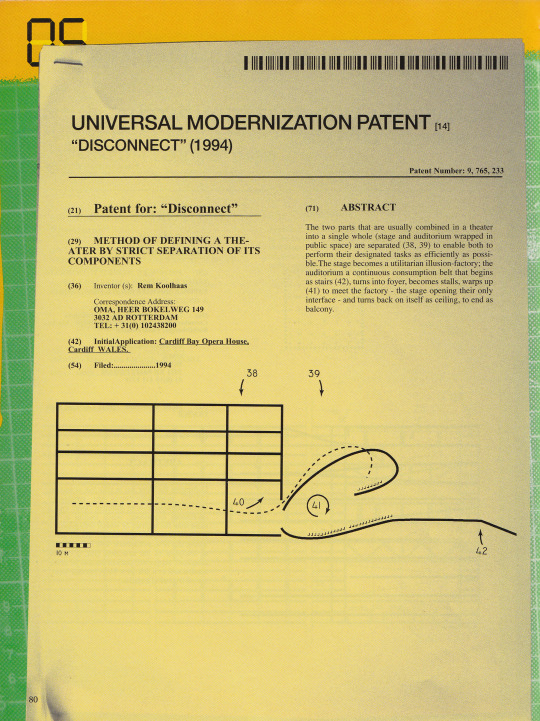 05
UNIVERSAL MODERNIZATION PATENT [14]
“DISCONNECT” (1994)
Patent Number: 9, 765, 233
(21) Patent for: “Disconnect”
(29) METHOD OF DEFINING A THE-
ATER BY STRICT SEPARATION OF ITS
COMPONENTS
(36) Inventor (s): Rem Koolhaas
Correspondence Address:
OMA, HEER BOKELWEG 149
3032 AD ROTTERDAM
TEL: + 31(0) 102438200
(42) InitialApplication: Cardiff Bay Opera House,
Cardiff WALES.
(54) Filed:.....................1994
(71) ABSTRACT
The two parts that are usually combined in a theater
into a single whole (stage and auditorium wrapped in
public space) are separated (38, 39) to enable both to
perform their designated tasks as efficiently as possi-
ble.The stage becomes a utilitarian illusion-factory; the
auditorium a continuous consumption belt that begins
as stairs (42), turns into foyer, becomes stalls, warps up
(41) to meet the factory - the stage opening their only
interface - and turns back on itself as ceiling, to end as
balcony.
38
39
40
41
42
10 M
80